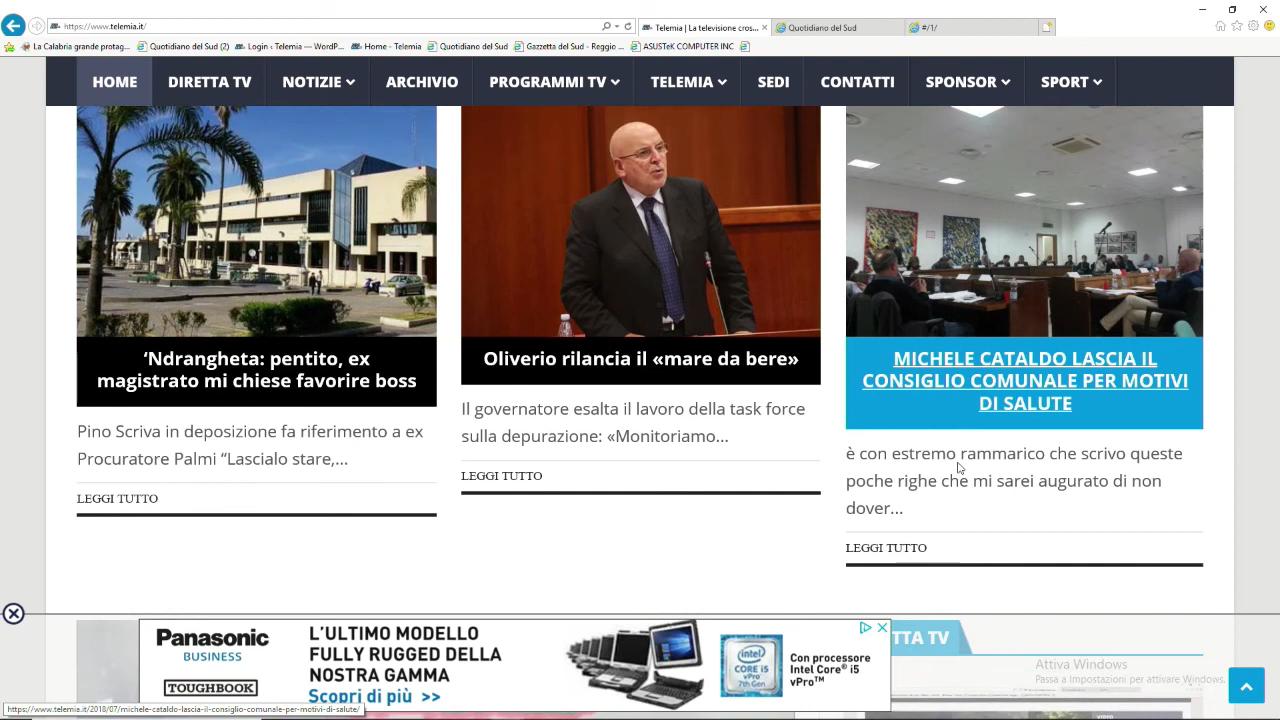 https://www.telemia.it/
Telemia | La televisione cros...
Quotidiano del Sud
#/1/
La Calabria grande protag...
Quotidiano del Sud (2)
Login ‹ Telemia — WordP...
Home - Telemia
Quotidiano del Sud
Gazzetta del Sud - Reggio ...
ASUSTeK COMPUTER INC
HOME
DIRETTA TV
NOTIZIE
ARCHIVIO
PROGRAMMI TV
TELEMIA
SEDI
CONTATTI
SPONSOR
SPORT
‘Ndrangheta: pentito, ex
magistrato mi chiese favorire boss
Pino Scriva in deposizione fa riferimento a ex
Procuratore Palmi “Lascialo stare,...
LEGGI TUTTO
Oliverio rilancia il «mare da bere»
Il governatore esalta il lavoro della task force
sulla depurazione: «Monitoriamo...
LEGGI TUTTO
MICHELE CATALDO LASCIA IL
CONSIGLIO COMUNALE PER MOTIVI
DI SALUTE
è con estremo rammarico che scrivo queste
poche righe che mi sarei augurato di non
dover...
LEGGI TUTTO
Panasonic
BUSINESS
TOUGHBOOK
L'ULTIMO MODELLO
FULLY RUGGED DELLA
NOSTRA GAMMA
Scopri di più >>
intel
CORE i5
vPro™
7th Gen
Con processore
Intel Core® i5
vPro™
TTA TV
Attiva Windows
Passa a Impostazioni per attivare Windows.
https://www.telemia.it/2018/07/michele-cataldo-lascia-il-consiglio-comunale-per-motivi-di-salute/